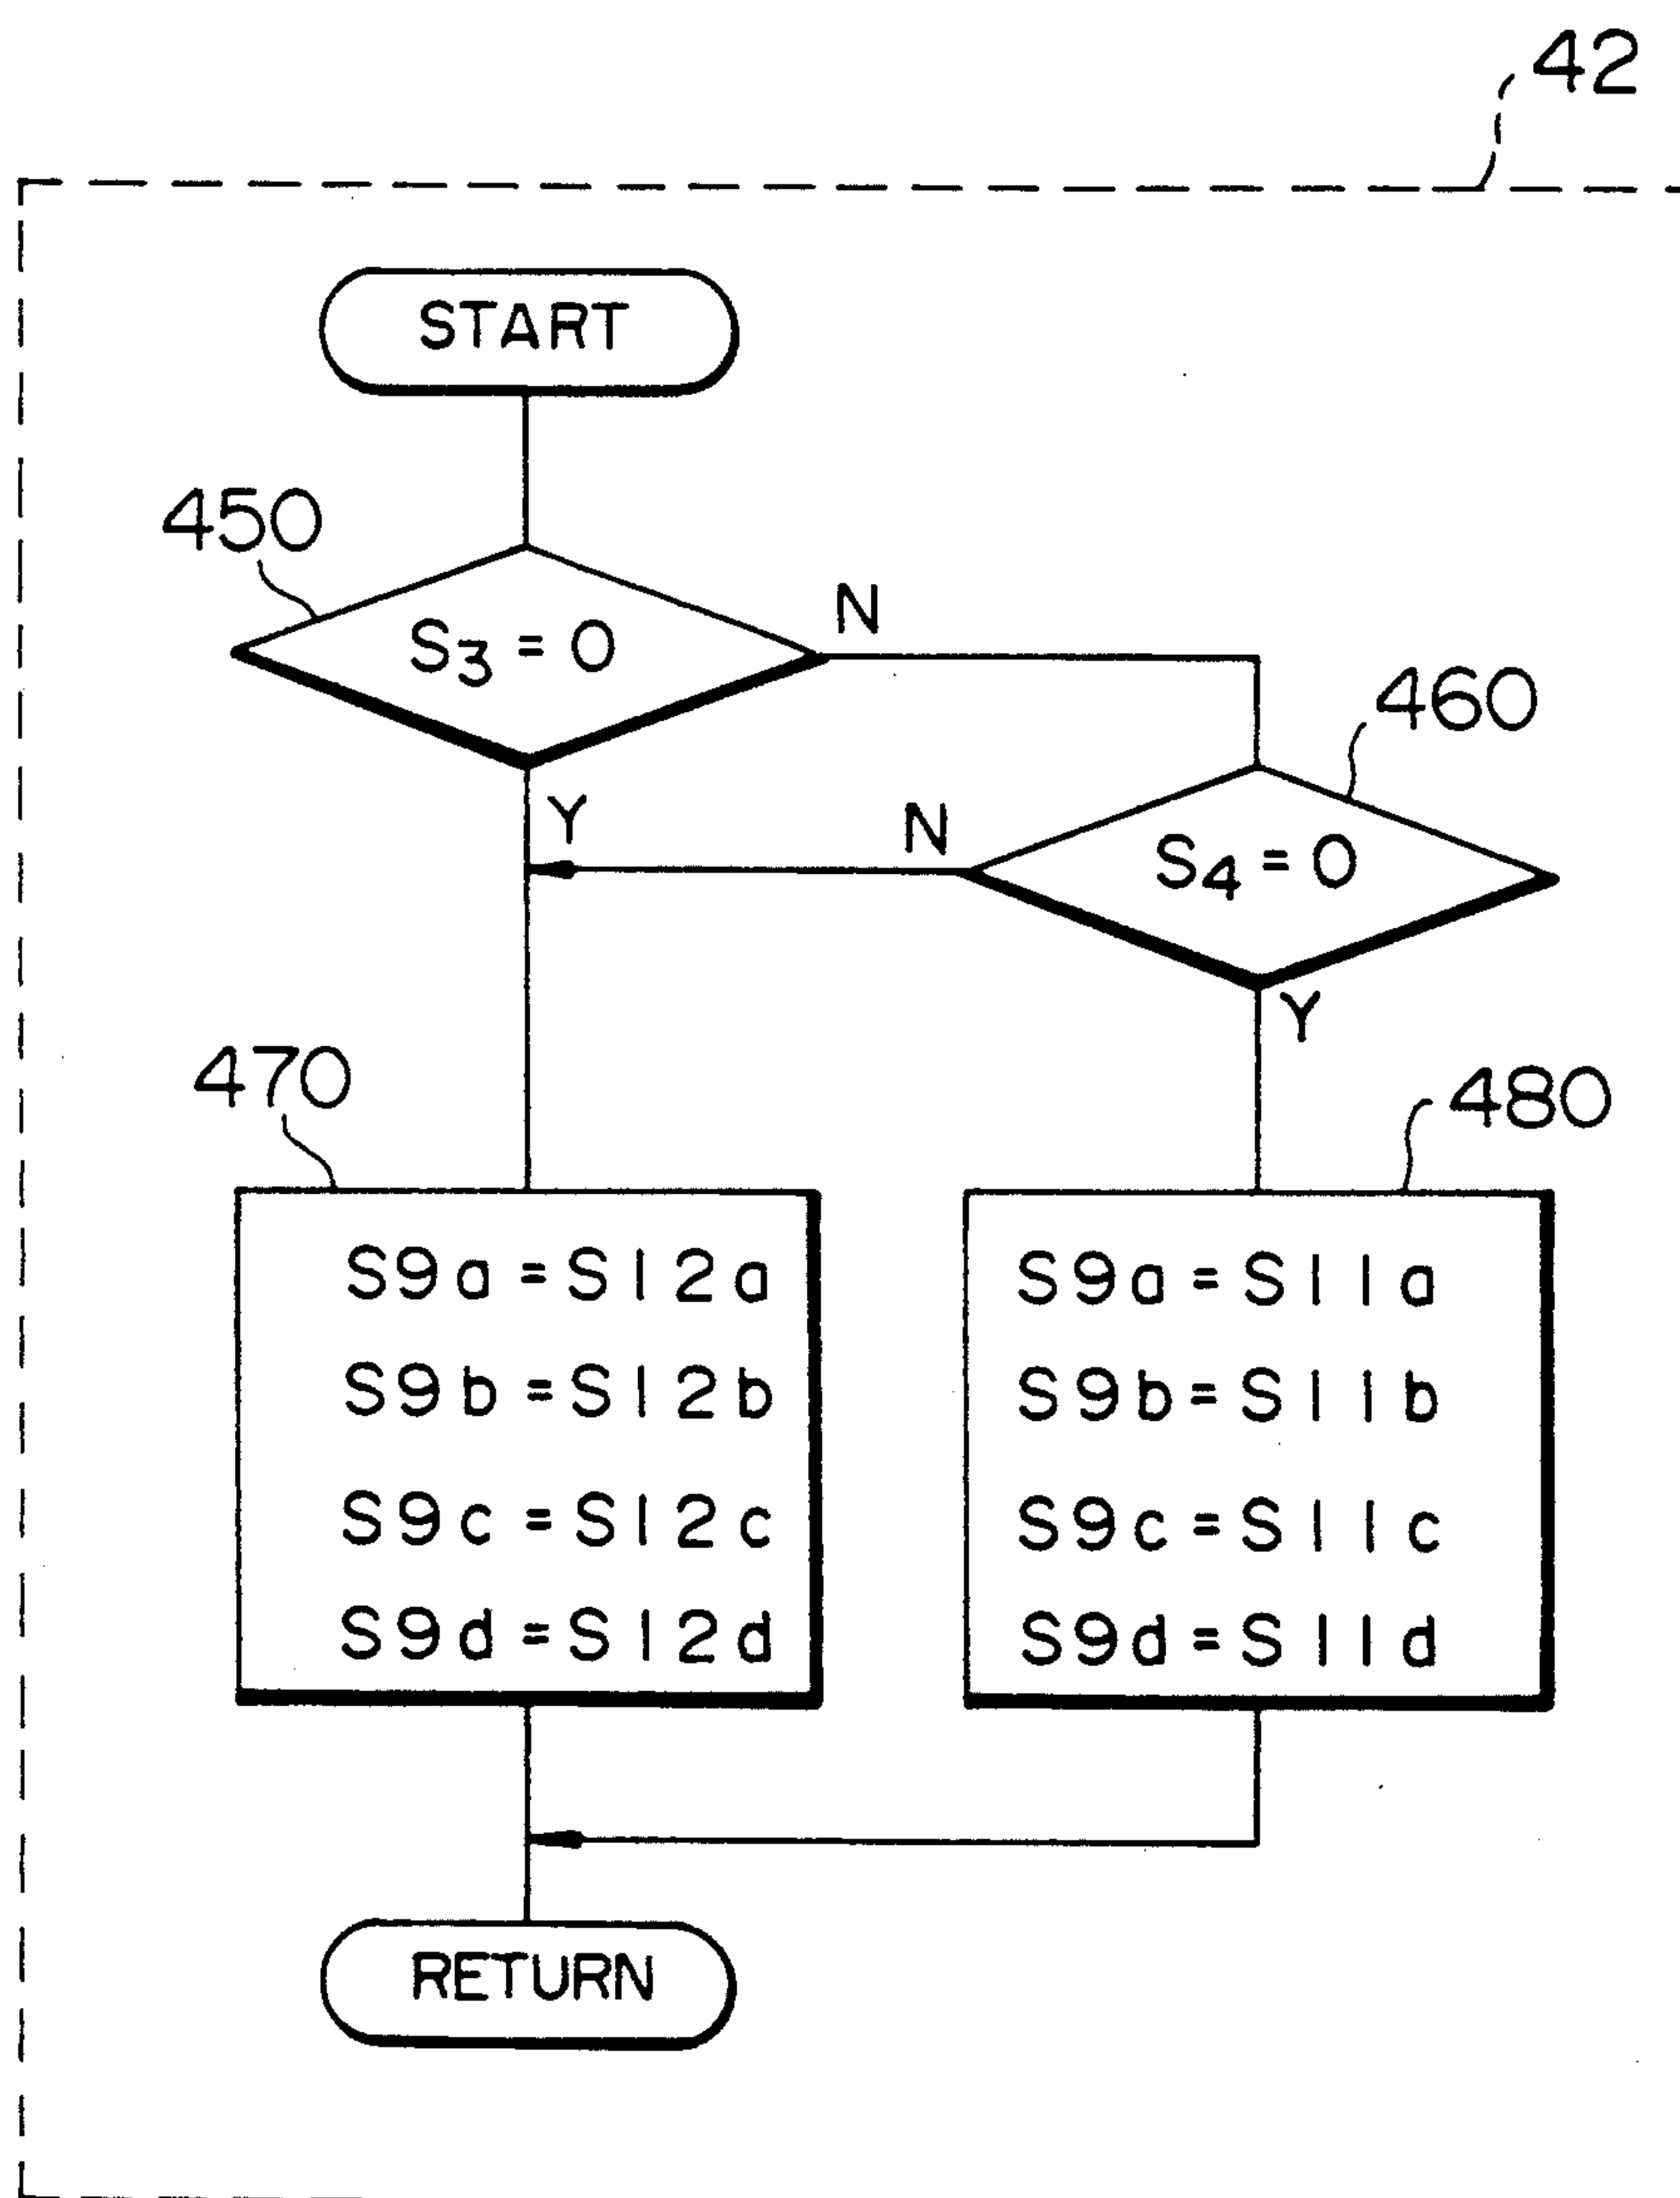 42
START
450
S3 = 0
N
460
Y
N
S4 = 0
Y
470
480
S9a = S12a
S9b = S12b
S9c = S12c
S9d = S12d
S9a = S11a
S9b = S11b
S9c = S11c
S9d = S11d
RETURN